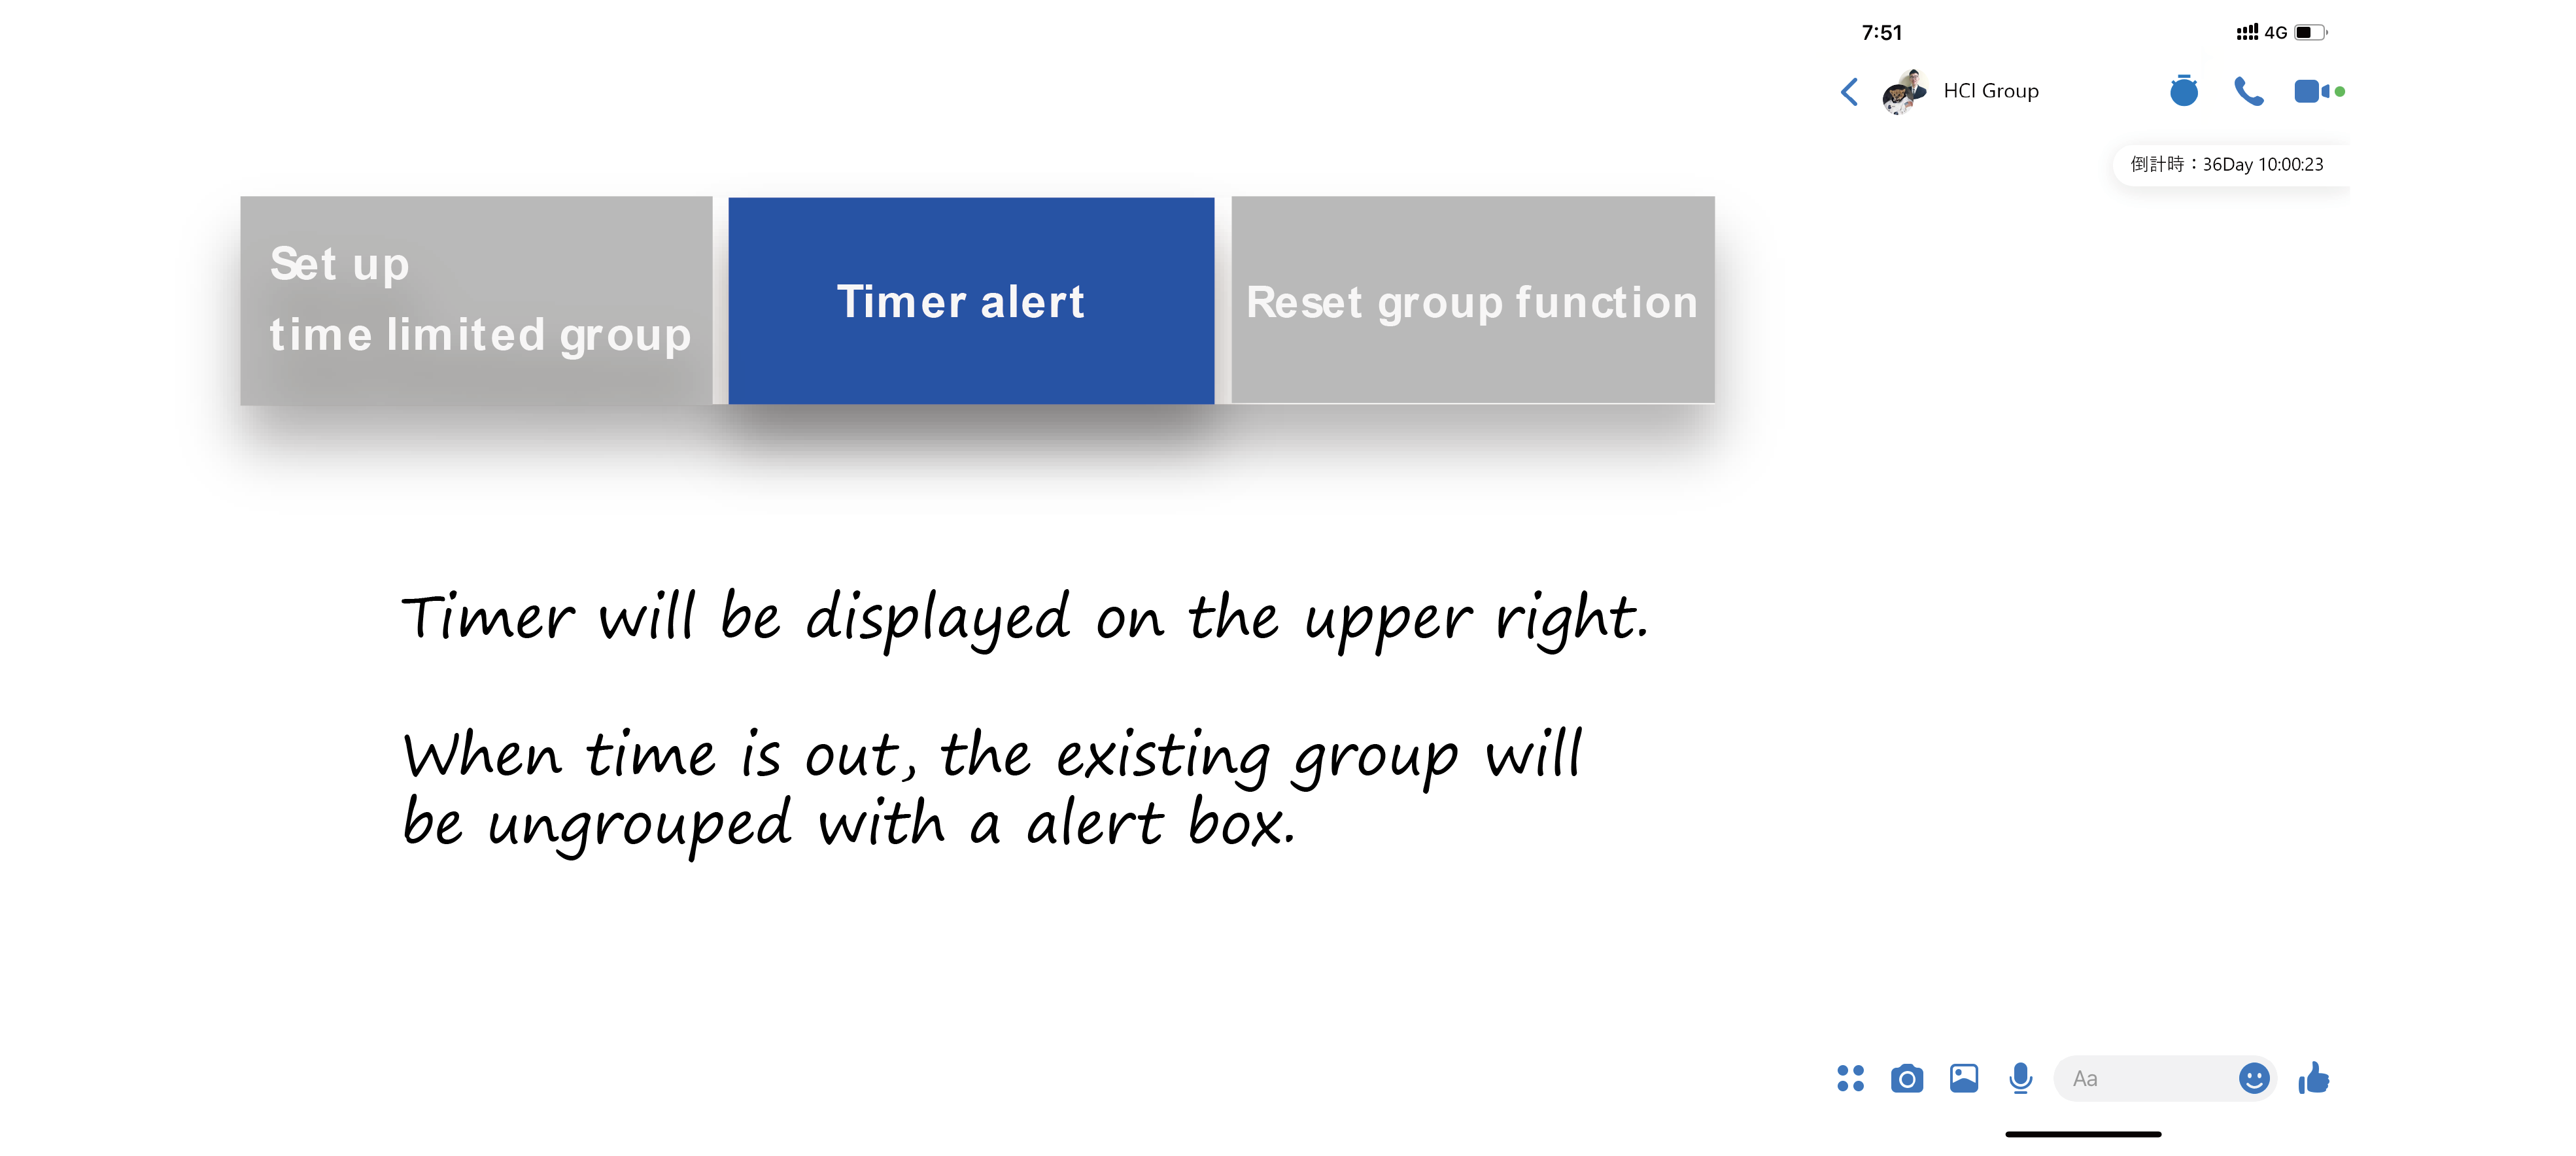 Set up
time limited group
Timer alert
Reset group function
Timer will be displayed on the upper right.
When time is out, the existing group will
be ungrouped with a alert box.
7:51
4G
HCI Group
倒計時：36Day 10:00:23
Aa